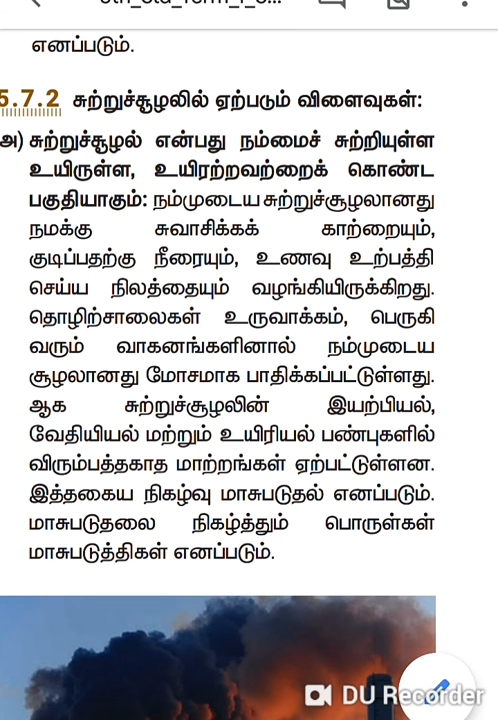 எனப்படும்.
5.7.2 சுற்றுச்சூழலில் ஏற்படும் விளைவுகள்:
அ) சுற்றுச்சூழல் என்பது நம்மைச் சுற்றியுள்ள
உயிருள்ள, உயிரற்றவற்றைக் கொண்ட
பகுதியாகும்: நம்முடைய சுற்றுச்சூழலானது
நமக்கு சுவாசிக்கக் காற்றையும்,
குடிப்பதற்கு நீரையும், உணவு உற்பத்தி
செய்ய நிலத்தையும் வழங்கியிருக்கிறது.
தொழிற்சாலைகள் உருவாக்கம், பெருகி
வரும் வாகனங்களினால் நம்முடைய
சூழலானது மோசமாக பாதிக்கப்பட்டுள்ளது.
ஆக சுற்றுச்சூழலின் இயற்பியல்,
வேதியியல் மற்றும் உயிரியல் பண்புகளில்
விரும்பத்தகாத மாற்றங்கள் ஏற்பட்டுள்ளன.
இத்தகைய நிகழ்வு மாசுபடுதல் எனப்படும்.
மாசுபடுதலை நிகழ்த்தும் பொருள்கள்
மாசுபடுத்திகள் எனப்படும்.
DU Recorder